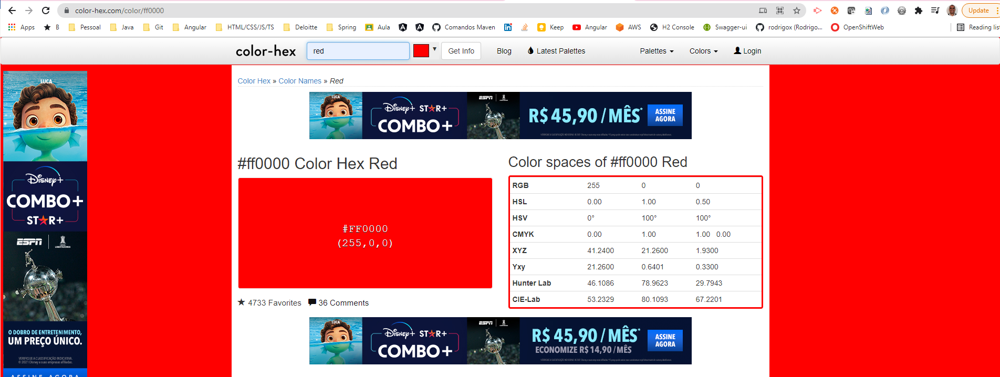 color-hex.com/color/ff0000
Update
Apps B Pessoal Java Git Angular HTML/CSS/JS/TS Deloitte Spring Aula Comandos Maven Keep Angular AWS H2 Console Swagger-ui rodrigox (Rodrigo... OpenShiftWeb Reading list
color-hex red Get Info Blog Latest Palettes Palettes Colors Login
Color Hex » Color Names » Red
LUCA
Disney+
COMBO+
STAR+
ESPN
LIBERTADORES
O DOBRO DE ENTRETENIMENTO,
UM PREÇO ÚNICO.
VERIFIQUE A CLASSIFICAÇÃO INDICATIVA.
© 2021 Disney e suas empresas afiliadas.
ASSINE AGORA
LUCA
Disney+ STAR+
COMBO+
ESPN
R$ 45,90 / MÊS*
ASSINE
AGORA
#ff0000 Color Hex Red
#FF0000
(255,0,0)
4733 Favorites 36 Comments
Color spaces of #ff0000 Red
RGB 255 0 0
HSL 0.00 1.00 0.50
HSV 0° 100° 100°
CMYK 0.00 1.00 1.00 0.00
XYZ 41.2400 21.2600 1.9300
Yxy 21.2600 0.6401 0.3300
Hunter Lab 46.1086 78.9623 29.7943
CIE-Lab 53.2329 80.1093 67.2201
LUCA
Disney+ STAR+
COMBO+
ESPN
R$ 45,90 / MÊS*
ECONOMIZE R$ 14,90 / MÊS
ASSINE
AGORA